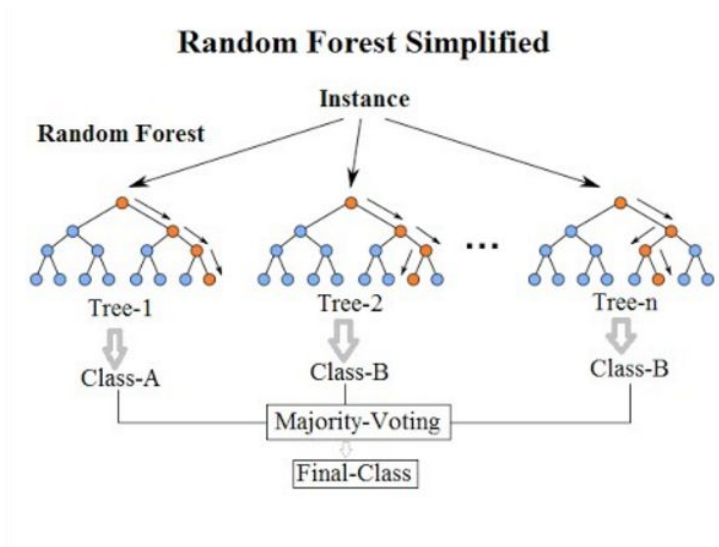 Random Forest Simplified
Instance
Random Forest
...
Tree-1
Tree-2
Tree-n
Class-A
Class-B
Class-B
Majority-Voting
Final-Class